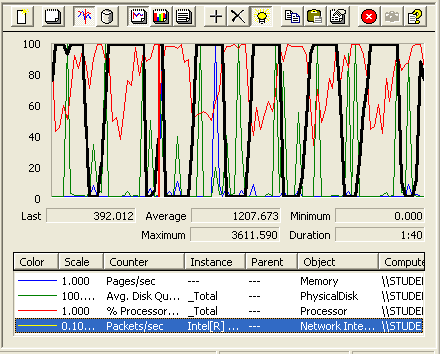 100
80
60
40
20
0
Last 392.012 Average 1207.673 Minimum 0.000
Maximum 3611.590 Duration 1:40
Color Scale Counter Instance Parent Object Compute
1.000 Pages/sec --- --- Memory \\STUDE
100.... Avg. Disk Qu... _Total --- PhysicalDisk \\STUDE
1.000 % Processor... _Total --- Processor \\STUDE
0.10... Packets/sec Intel[R] ... --- Network Inte... \\STUDE